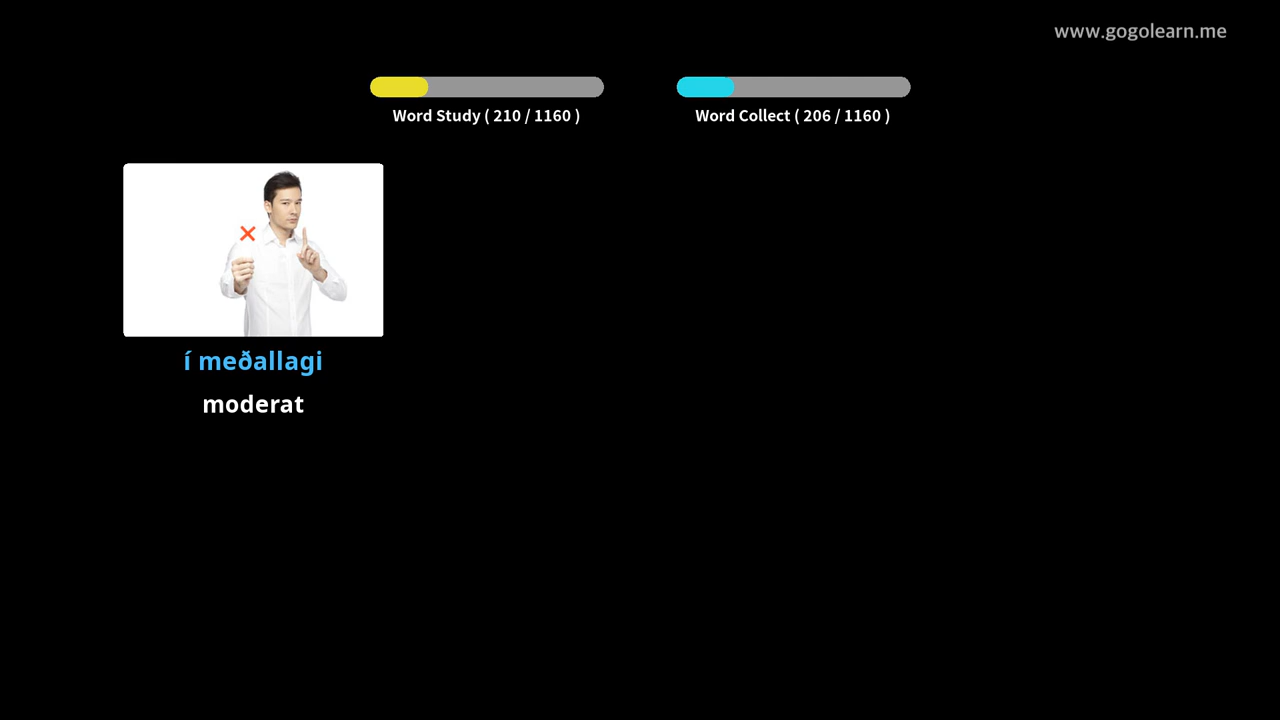 www.gogolearn.me
Word Study ( 210 / 1160 )
Word Collect ( 206 / 1160 )
í meðallagi
moderat